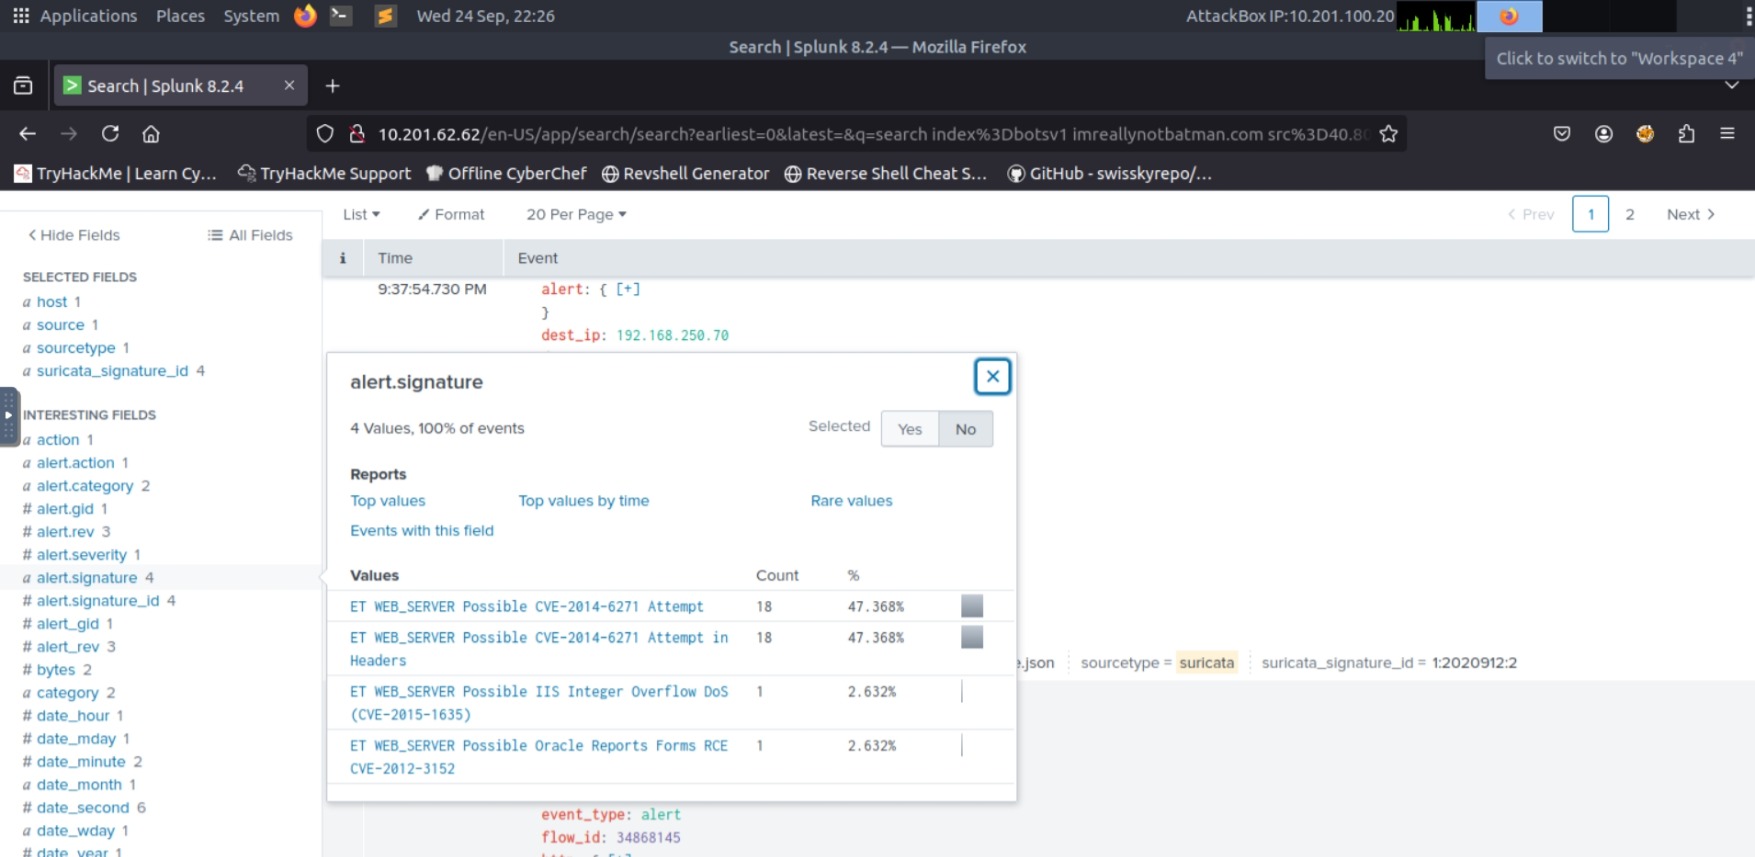 Applications Places System Wed 24 Sep, 22:26 AttackBox IP:10.201.100.20
Search | Splunk 8.2.4 — Mozilla Firefox
Click to switch to "Workspace 4"
Search | Splunk 8.2.4
10.201.62.62/en-US/app/search/search?earliest=0&latest=&q=search index%3Dbotsv1 imreallynotbatman.com src%3D40.80
TryHackMe | Learn Cy... TryHackMe Support Offline CyberChef Revshell Generator Reverse Shell Cheat S... GitHub - swisskyrepo/...
List Format 20 Per Page Prev 1 2 Next
Hide Fields All Fields
i Time Event
SELECTED FIELDS
a host 1
a source 1
a sourcetype 1
a suricata_signature_id 4
INTERESTING FIELDS
a action 1
a alert.action 1
a alert.category 2
# alert.gid 1
# alert.rev 3
# alert.severity 1
a alert.signature 4
# alert.signature_id 4
# alert_gid 1
# alert_rev 3
# bytes 2
a category 2
# date_hour 1
# date_mday 1
# date_minute 2
a date_month 1
# date_second 6
a date_wday 1
# date_year 1
9:37:54.730 PM alert: { [+]
}
dest_ip: 192.168.250.70
alert.signature
4 Values, 100% of events Selected Yes No
Reports
Top values Top values by time Rare values
Events with this field
Values Count %
ET WEB_SERVER Possible CVE-2014-6271 Attempt 18 47.368%
ET WEB_SERVER Possible CVE-2014-6271 Attempt in 18 47.368%
Headers
ET WEB_SERVER Possible IIS Integer Overflow DoS 1 2.632%
(CVE-2015-1635)
ET WEB_SERVER Possible Oracle Reports Forms RCE 1 2.632%
CVE-2012-3152
.json sourcetype = suricata suricata_signature_id = 1:2020912:2
event_type: alert
flow_id: 34868145